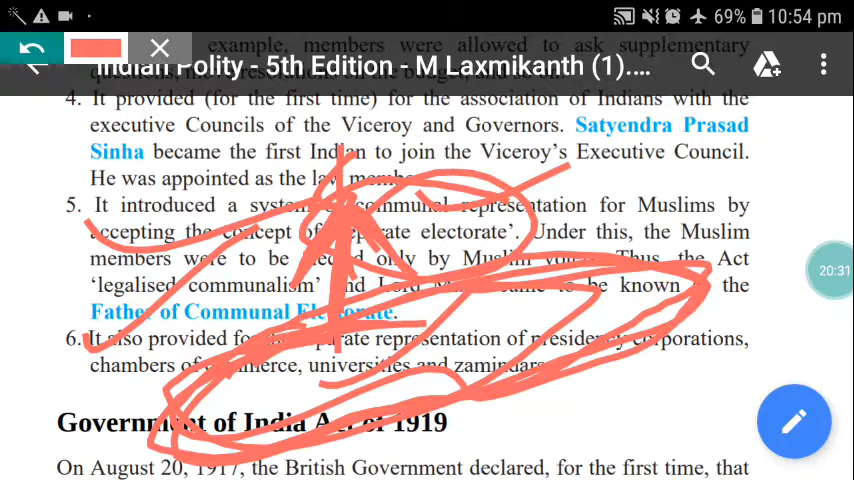 69% 10:54 pm
example, members were allowed to ask supplementary
Indian Polity - 5th Edition - M Laxmikanth (1)....
4. It provided (for the first time) for the association of Indians with the
executive Councils of the Viceroy and Governors. Satyendra Prasad
Sinha became the first Indian to join the Viceroy's Executive Council.
He was appointed as the law member.
5. It introduced a system of communal representation for Muslims by
accepting the concept of 'separate electorate'. Under this, the Muslim
members were to be elected only by Muslim voters. Thus, the Act
'legalised communalism' and Lord Minto came to be known as the
Father of Communal Electorate.
6. It also provided for the separate representation of presidency corporations,
chambers of commerce, universities and zamindars.
20:31
Government of India Act of 1919
On August 20, 1917, the British Government declared, for the first time, that